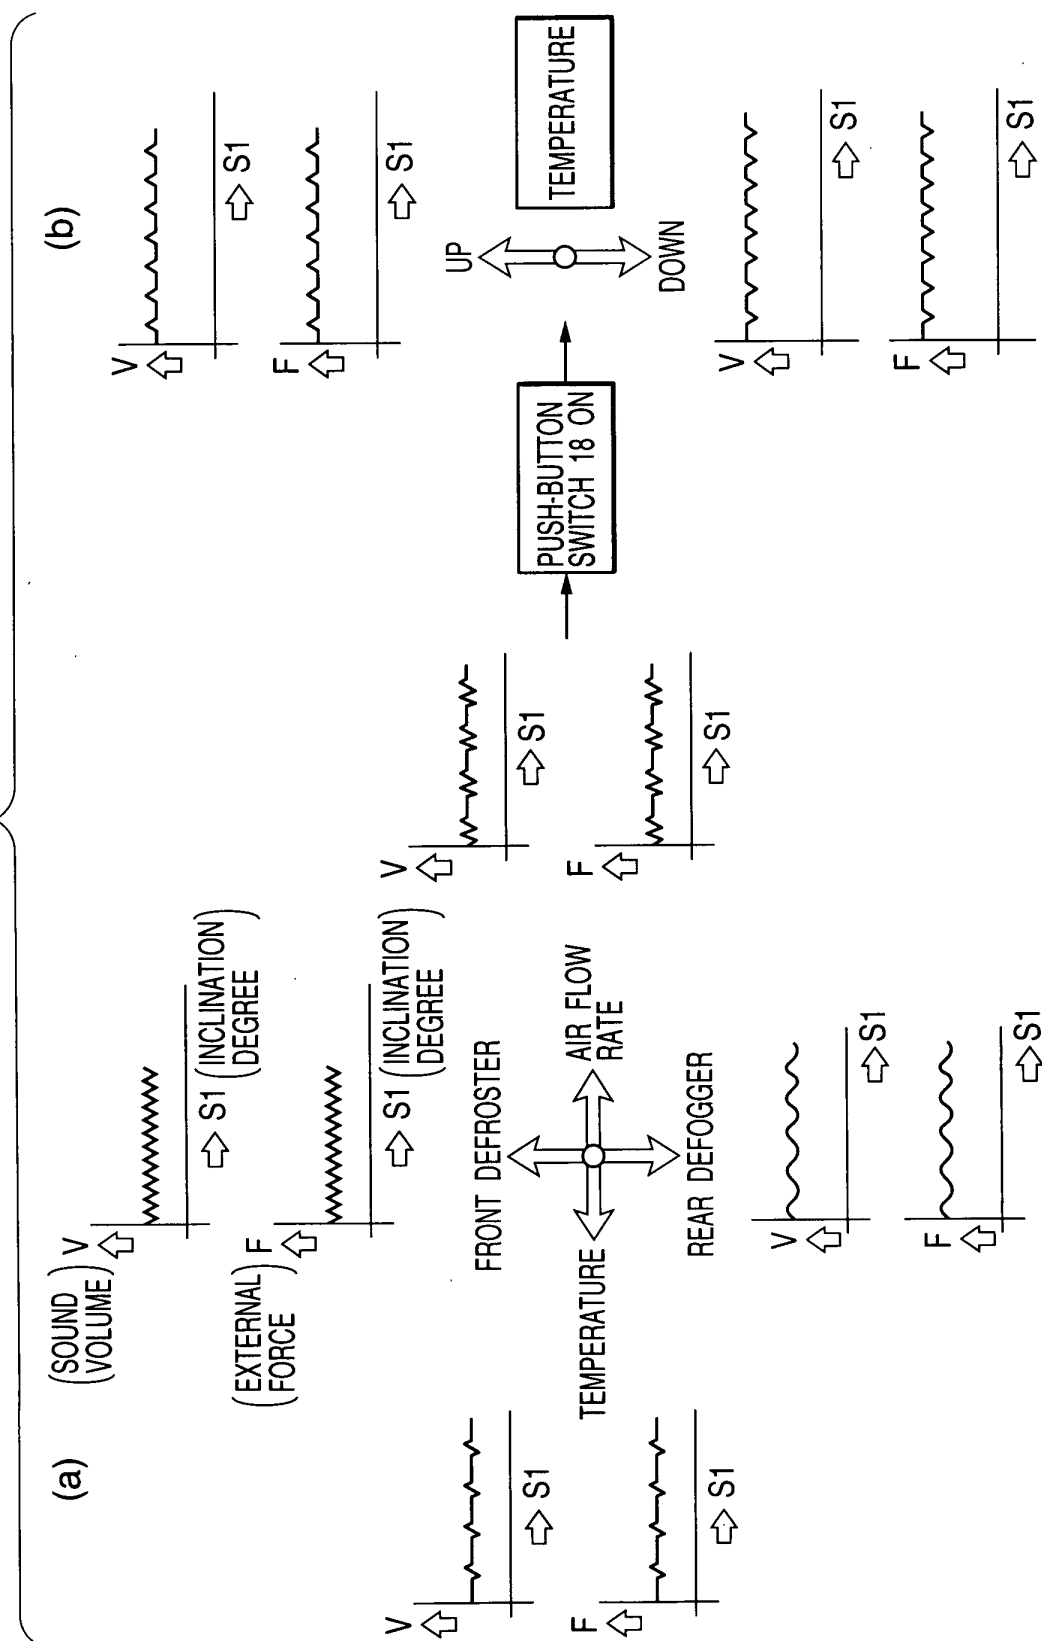 (a)
(SOUND
VOLUME)
V
S1
(INCLINATION
DEGREE)
(EXTERNAL
FORCE)
F
S1
(INCLINATION
DEGREE)
V
S1
F
S1
FRONT DEFROSTER
TEMPERATURE
AIR FLOW
RATE
REAR DEFOGGER
V
S1
F
S1
V
S1
F
S1
(b)
V
S1
F
S1
PUSH-BUTTON
SWITCH 18 ON
UP
DOWN
TEMPERATURE
V
S1
F
S1